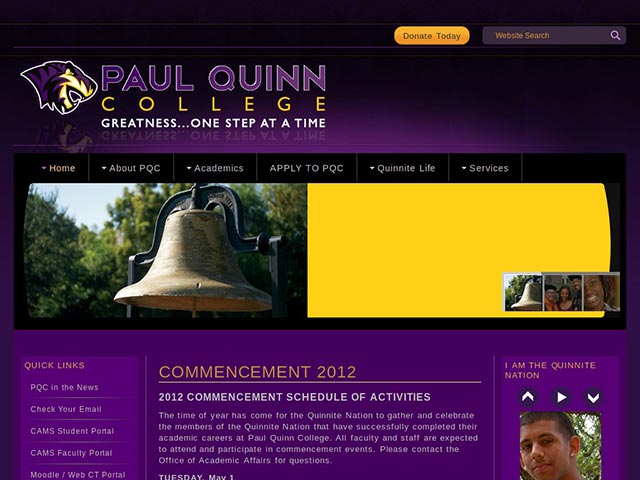 Donate Today
Website Search
PAUL QUINN
COLLEGE
GREATNESS...ONE STEP AT A TIME
Home
About PQC
Academics
APPLY TO PQC
Quinnite Life
Services
QUICK LINKS
PQC in the News
Check Your Email
CAMS Student Portal
CAMS Faculty Portal
Moodle / Web CT Portal
COMMENCEMENT 2012
2012 COMMENCEMENT SCHEDULE OF ACTIVITIES
The time of year has come for the Quinnite Nation to gather and celebrate
the members of the Quinnite Nation that have successfully completed their
academic careers at Paul Quinn College. All faculty and staff are expected
to attend and participate in commencement events. Please contact the
Office of Academic Affairs for questions.
TUESDAY, May 1
I AM THE QUINNITE
NATION